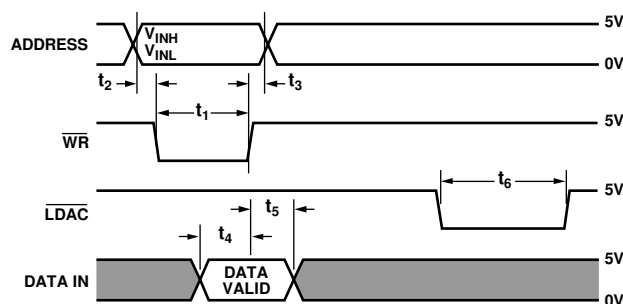 ADDRESS
V_INH
V_INL
5V
0V
t2
t3
t1
WR
5V
LDAC
5V
t6
t5
t4
DATA IN
DATA
VALID
5V
0V